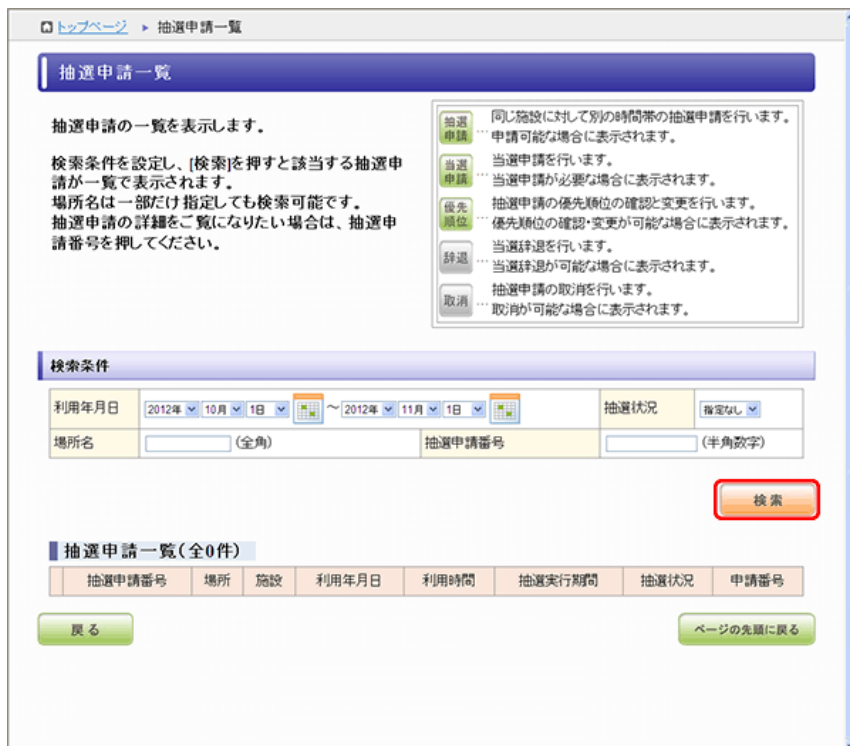 トップページ ▶ 抽選申請一覧
抽選申請一覧
抽選申請の一覧を表示します。
検索条件を設定し、[検索]を押すと該当する抽選申
請が一覧で表示されます。
場所名は一部だけ指定しても検索可能です。
抽選申請の詳細をご覧になりたい場合は、抽選申
請番号を押してください。
抽選
申請
同じ施設に対して別の時間帯の抽選申請を行います。
…申請可能な場合に表示されます。
当選
申請
当選申請を行います。
…当選申請が必要な場合に表示されます。
優先
順位
抽選申請の優先順位の確認と変更を行います。
…優先順位の確認・変更が可能な場合に表示されます。
辞退
当選辞退を行います。
…当選辞退が可能な場合に表示されます。
取消
抽選申請の取消を行います。
…取消が可能な場合に表示されます。
検索条件
利用年月日 2012年 10月 1日 ～ 2012年 11月 1日 抽選状況 指定なし
場所名 (全角) 抽選申請番号 (半角数字)
検索
抽選申請一覧(全0件)
抽選申請番号 場所 施設 利用年月日 利用時間 抽選実行期間 抽選状況 申請番号
戻る ページの先頭に戻る